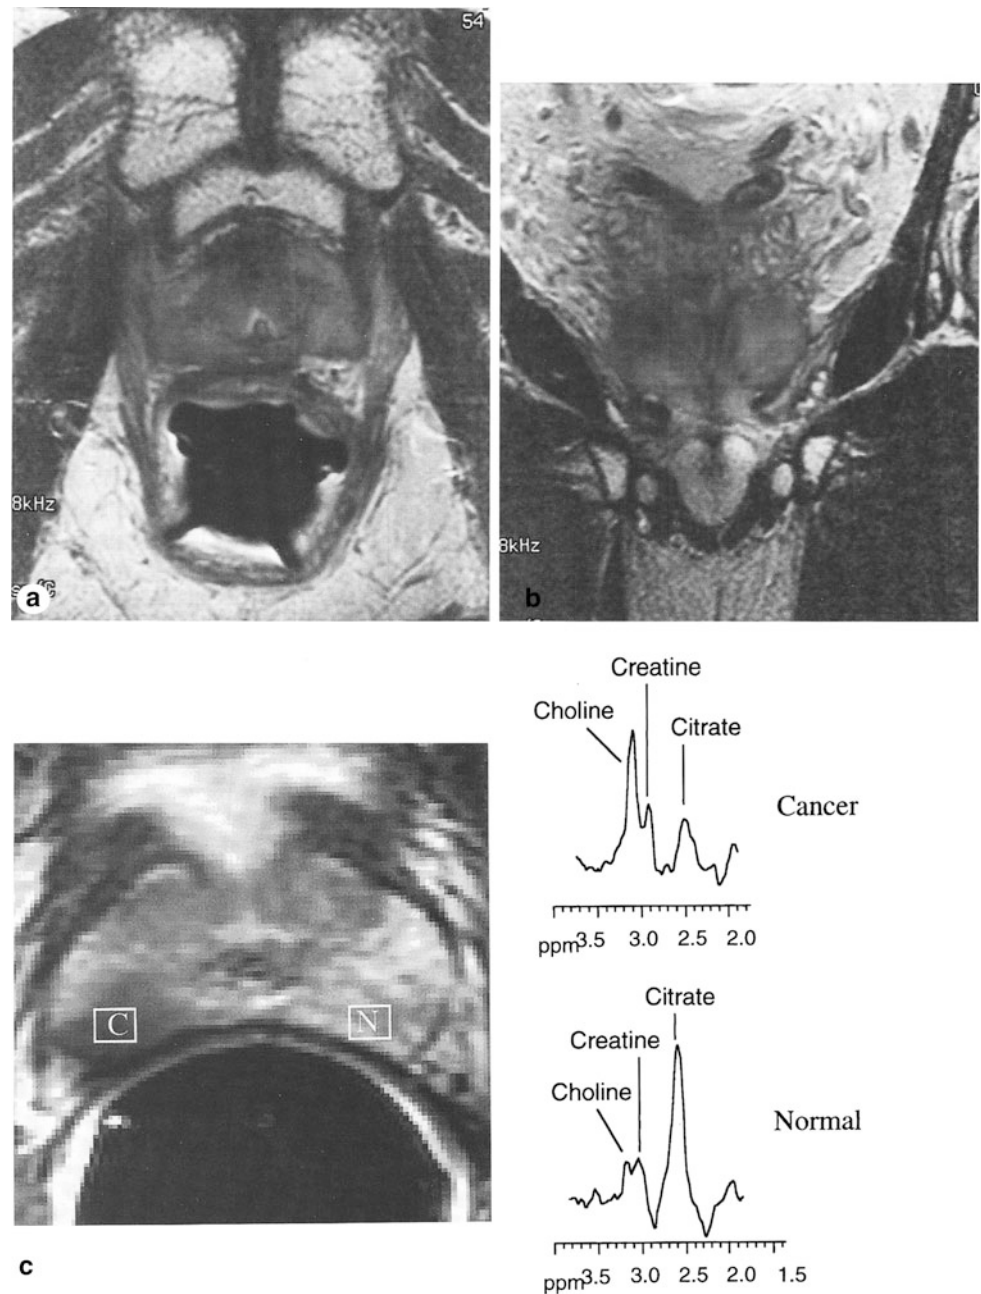 54
8kHz
a
8kHz
b
Creatine
Choline
Citrate
Cancer
ppm 3.5 3.0 2.5 2.0
C
N
Citrate
Creatine
Choline
Normal
ppm 3.5 3.0 2.5 2.0 1.5
c